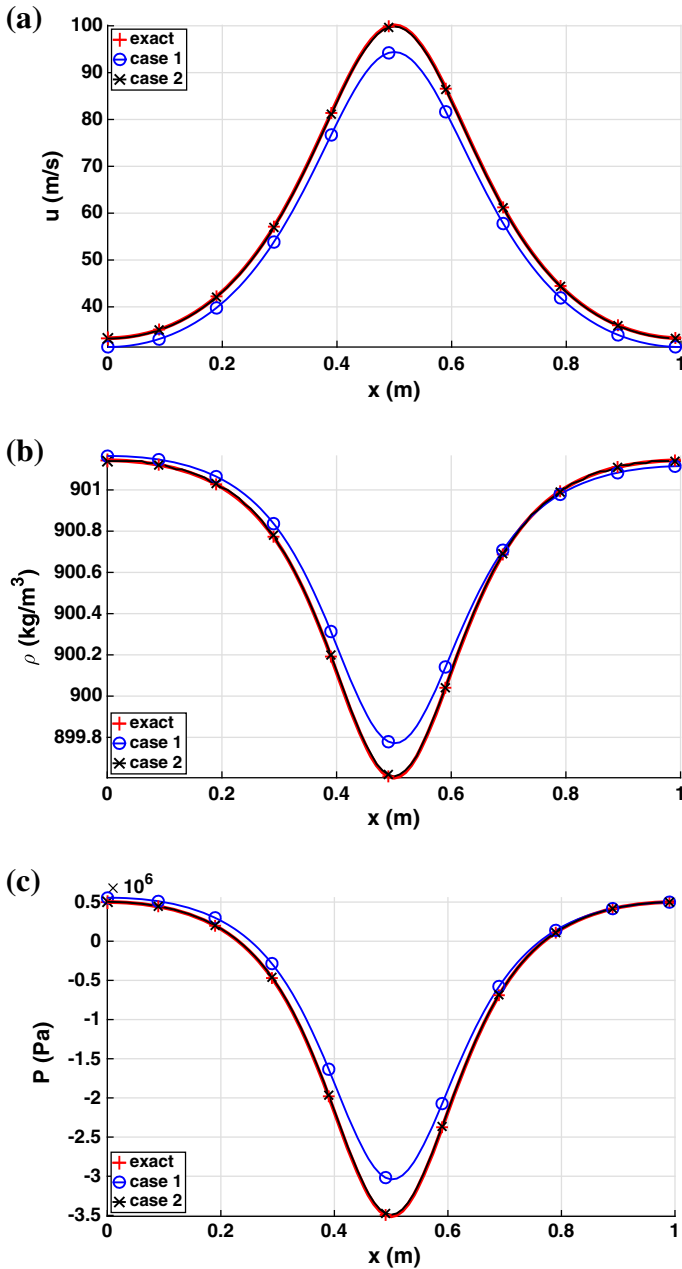 (a)
100
90
80
70
60
50
40
u (m/s)
exact
case 1
case 2
0 0.2 0.4 0.6 0.8 1
x (m)
(b)
901
900.8
900.6
900.4
900.2
900
899.8
ρ (kg/m³)
exact
case 1
case 2
0 0.2 0.4 0.6 0.8 1
x (m)
(c)
× 10⁶
0.5
0
-0.5
-1
-1.5
-2
-2.5
-3
-3.5
P (Pa)
exact
case 1
case 2
0 0.2 0.4 0.6 0.8 1
x (m)